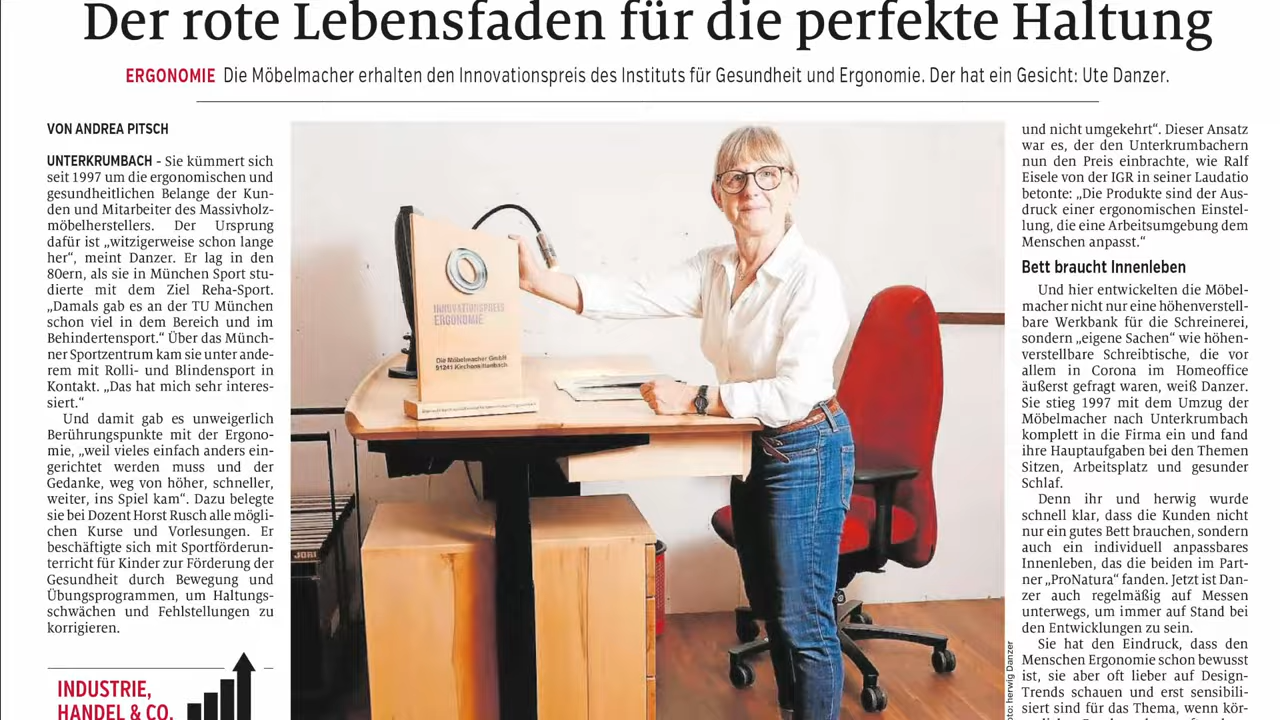 Der rote Lebensfaden für die perfekte Haltung
ERGONOMIE Die Möbelmacher erhalten den Innovationspreis des Instituts für Gesundheit und Ergonomie. Der hat ein Gesicht: Ute Danzer.
VON ANDREA PITSCH
UNTERKRUMBACH - Sie kümmert sich
seit 1997 um die ergonomischen und
gesundheitlichen Belange der Kun-
den und Mitarbeiter des Massivholz-
möbelherstellers. Der Ursprung
dafür ist „witzigerweise schon lange
her“, meint Danzer. Er lag in den
80ern, als sie in München Sport stu-
dierte mit dem Ziel Reha-Sport.
„Damals gab es an der TU München
schon viel in dem Bereich und im
Behindertensport.“ Über das Münch-
ner Sportzentrum kam sie unter ande-
rem mit Rolli- und Blindensport in
Kontakt. „Das hat mich sehr interes-
siert.“
Und damit gab es unweigerlich
Berührungspunkte mit der Ergono-
mie, „weil vieles einfach anders ein-
gerichtet werden muss und der
Gedanke, weg von höher, schneller,
weiter, ins Spiel kam“. Dazu belegte
sie bei Dozent Horst Rusch alle mögli-
chen Kurse und Vorlesungen. Er
beschäftigte sich mit Sportförderun-
terricht für Kinder zur Förderung der
Gesundheit durch Bewegung und
Übungsprogrammen, um Haltungs-
schwächen und Fehlstellungen zu
korrigieren.
INDUSTRIE,
HANDEL & CO.
INNOVATIONSPREIS
ERGONOMIE
Die Möbelmacher GmbH
91241 Kirchensittenbach
JORI
oto: herwig Danzer
und nicht umgekehrt“. Dieser Ansatz
war es, der den Unterkrumbachern
nun den Preis einbrachte, wie Ralf
Eisele von der IGR in seiner Laudatio
betonte: „Die Produkte sind der Aus-
druck einer ergonomischen Einstel-
lung, die eine Arbeitsumgebung dem
Menschen anpasst.“
Bett braucht Innenleben
Und hier entwickelten die Möbel-
macher nicht nur eine höhenverstell-
bare Werkbank für die Schreinerei,
sondern „eigene Sachen“ wie höhen-
verstellbare Schreibtische, die vor
allem in Corona im Homeoffice
äußerst gefragt waren, weiß Danzer.
Sie stieg 1997 mit dem Umzug der
Möbelmacher nach Unterkrumbach
komplett in die Firma ein und fand
ihre Hauptaufgaben bei den Themen
Sitzen, Arbeitsplatz und gesunder
Schlaf.
Denn ihr und herwig wurde
schnell klar, dass die Kunden nicht
nur ein gutes Bett brauchen, sondern
auch ein individuell anpassbares
Innenleben, das die beiden im Part-
ner „ProNatura“ fanden. Jetzt ist Dan-
zer auch regelmäßig auf Messen
unterwegs, um immer auf Stand bei
den Entwicklungen zu sein.
Sie hat den Eindruck, dass den
Menschen Ergonomie schon bewusst
ist, sie aber oft lieber auf Design-
Trends schauen und erst sensibili-
siert sind für das Thema, wenn kör-